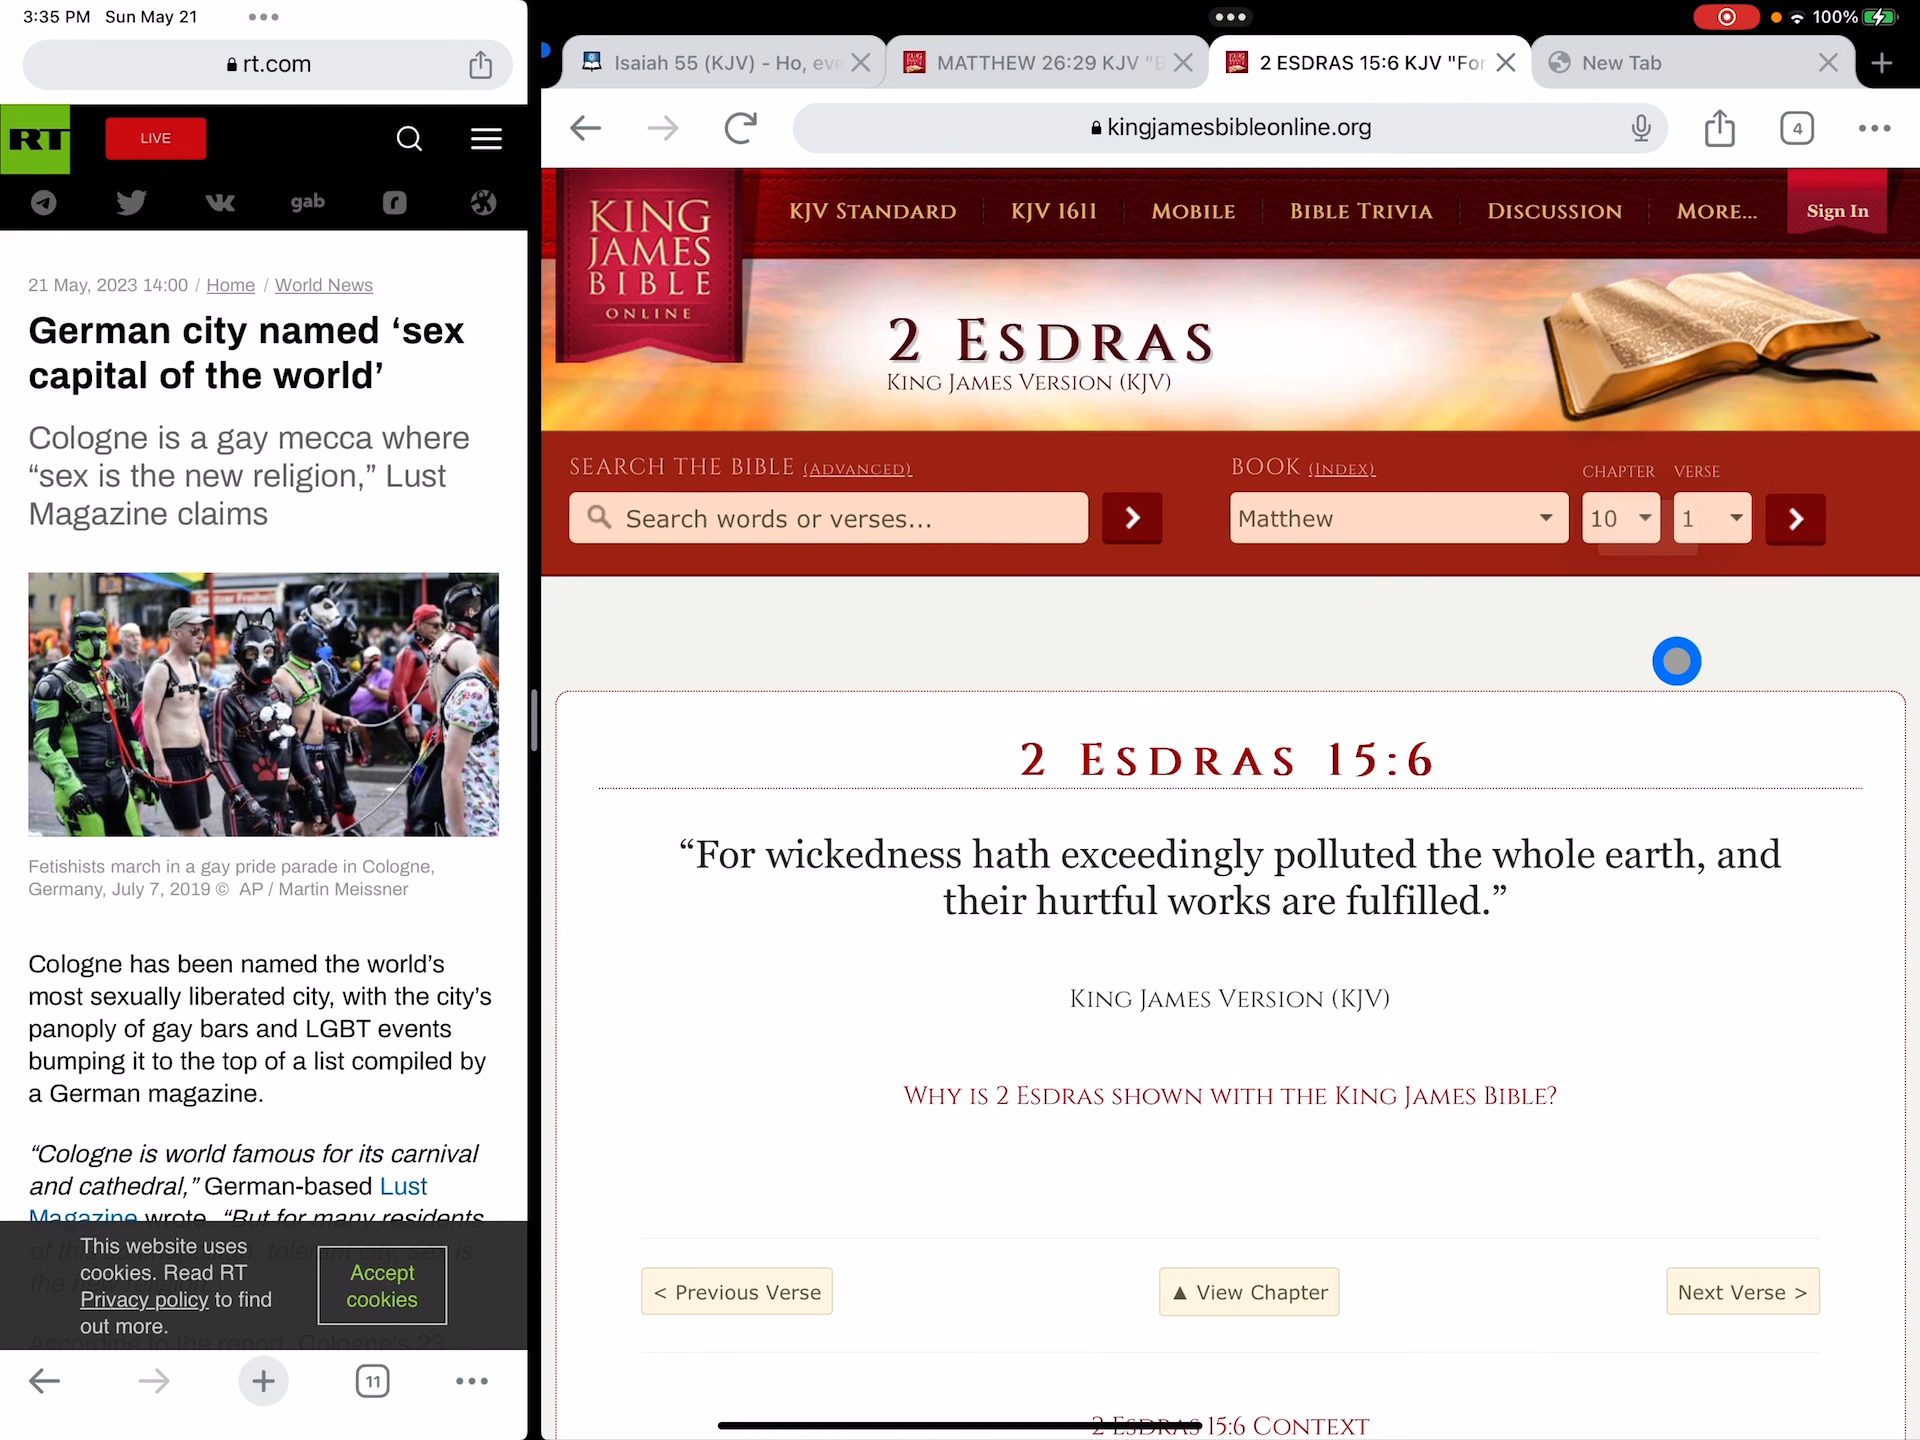 3:35 PM Sun May 21
rt.com
RT
LIVE
gab
21 May, 2023 14:00 / Home / World News
German city named ‘sex
capital of the world’
Cologne is a gay mecca where
“sex is the new religion,” Lust
Magazine claims
Fetishists march in a gay pride parade in Cologne,
Germany, July 7, 2019 © AP / Martin Meissner
Cologne has been named the world’s
most sexually liberated city, with the city’s
panoply of gay bars and LGBT events
bumping it to the top of a list compiled by
a German magazine.
“Cologne is world famous for its carnival
and cathedral,” German-based Lust
Magazine wrote. “But for many residents
This website uses
cookies. Read RT
Privacy policy to find
out more.
Accept
cookies
11
100%
Isaiah 55 (KJV) - Ho, eve
MATTHEW 26:29 KJV "B
2 ESDRAS 15:6 KJV "For
New Tab
kingjamesbibleonline.org
4
KING
JAMES
BIBLE
ONLINE
KJV STANDARD
KJV 1611
MOBILE
BIBLE TRIVIA
DISCUSSION
MORE...
Sign In
2 ESDRAS
KING JAMES VERSION (KJV)
SEARCH THE BIBLE (ADVANCED)
Search words or verses...
BOOK (INDEX)
CHAPTER
VERSE
Matthew
10
1
2 ESDRAS 15:6
“For wickedness hath exceedingly polluted the whole earth, and
their hurtful works are fulfilled.”
KING JAMES VERSION (KJV)
WHY IS 2 ESDRAS SHOWN WITH THE KING JAMES BIBLE?
< Previous Verse
▲ View Chapter
Next Verse >
2 ESDRAS 15:6 CONTEXT